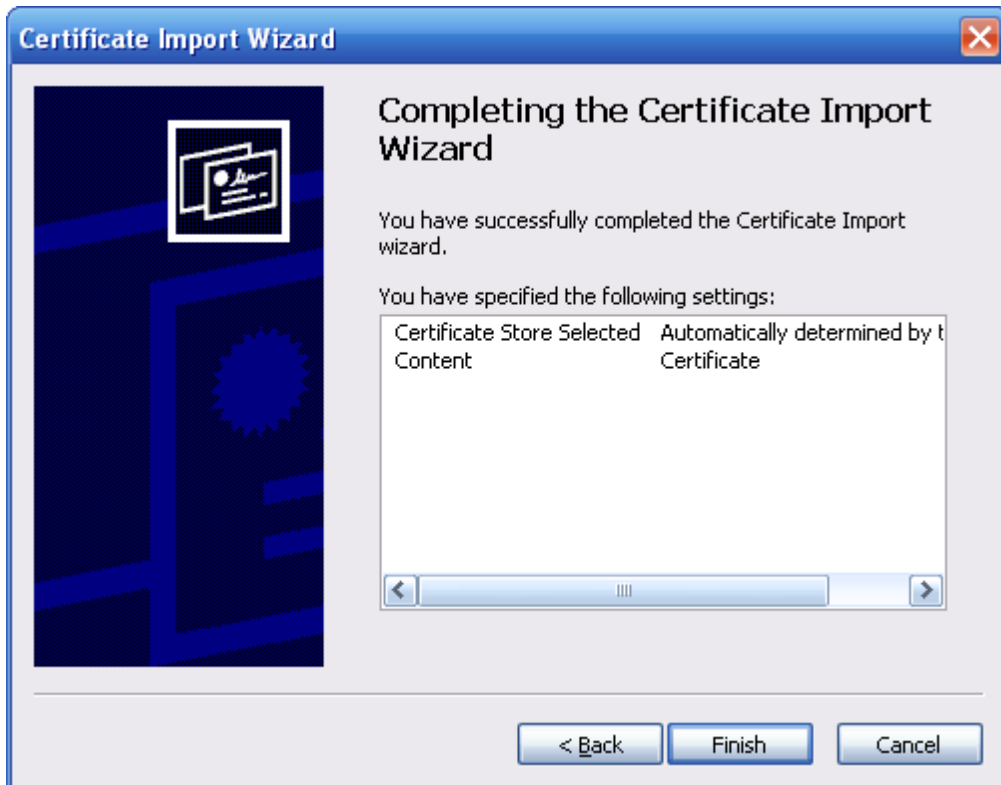 Certificate Import Wizard
Completing the Certificate Import
Wizard
You have successfully completed the Certificate Import
wizard.
You have specified the following settings:
Certificate Store Selected Automatically determined by t
Content Certificate
< Back Finish Cancel